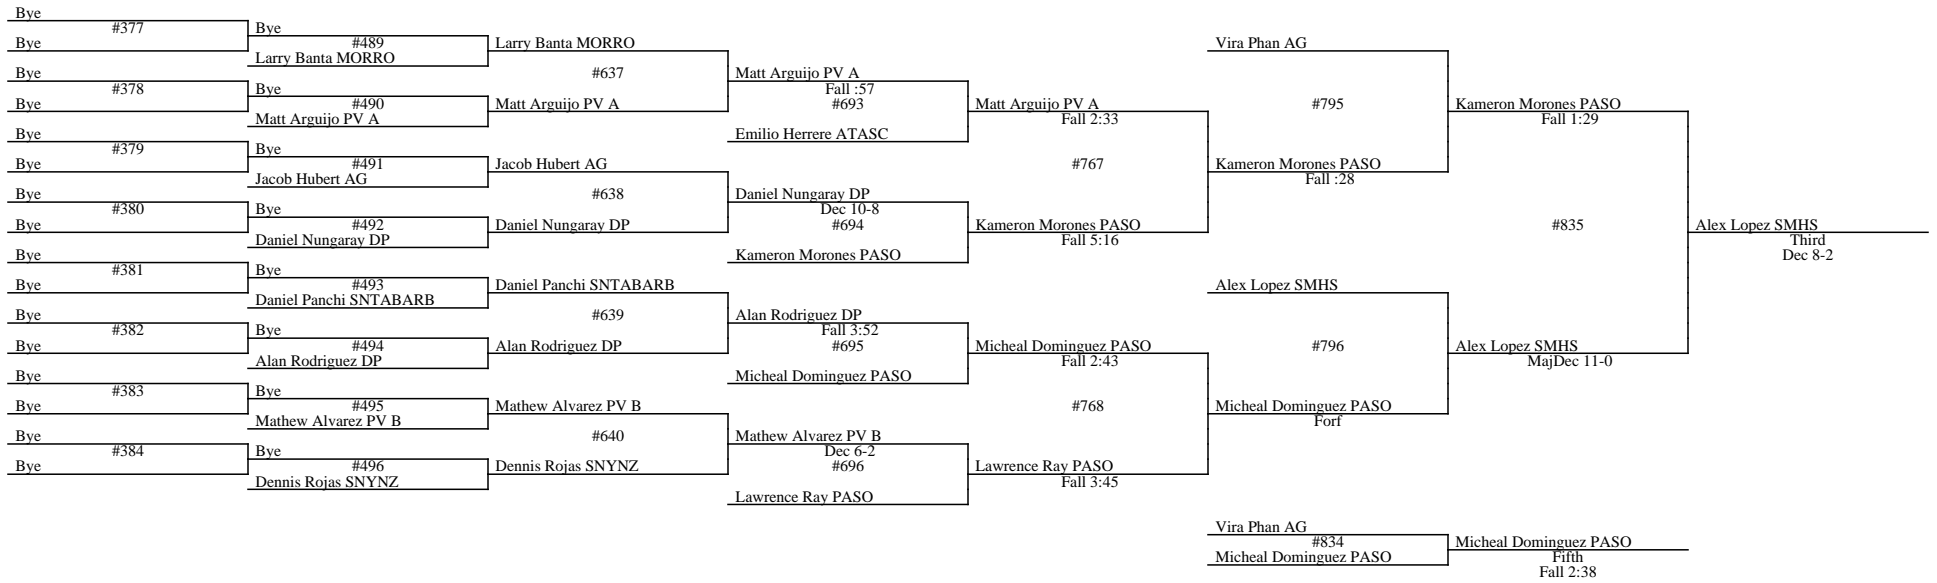 Bye
#377
Bye
Bye
#378
Bye
Bye
#379
Bye
Bye
#380
Bye
Bye
#381
Bye
Bye
#382
Bye
Bye
#383
Bye
Bye
#384
Bye
Bye
#489
Larry Banta MORRO
Bye
#490
Matt Arguijo PV A
Bye
#491
Jacob Hubert AG
Bye
#492
Daniel Nungaray DP
Bye
#493
Daniel Panchi SNTABARB
Bye
#494
Alan Rodriguez DP
Bye
#495
Mathew Alvarez PV B
Bye
#496
Dennis Rojas SNYNZ
Larry Banta MORRO
#637
Matt Arguijo PV A
Jacob Hubert AG
#638
Daniel Nungaray DP
Daniel Panchi SNTABARB
#639
Alan Rodriguez DP
Mathew Alvarez PV B
#640
Dennis Rojas SNYNZ
Matt Arguijo PV A
Fall :57
#693
Emilio Herrere ATASC
Daniel Nungaray DP
Dec 10-8
#694
Kameron Morones PASO
Alan Rodriguez DP
Fall 3:52
#695
Micheal Dominguez PASO
Mathew Alvarez PV B
Dec 6-2
#696
Lawrence Ray PASO
Matt Arguijo PV A
Fall 2:33
#767
Kameron Morones PASO
Fall 5:16
Micheal Dominguez PASO
Fall 2:43
#768
Lawrence Ray PASO
Fall 3:45
Vira Phan AG
#795
Kameron Morones PASO
Fall :28
Alex Lopez SMHS
#796
Micheal Dominguez PASO
Forf
Kameron Morones PASO
Fall 1:29
#835
Alex Lopez SMHS
MajDec 11-0
Alex Lopez SMHS
Third
Dec 8-2
Vira Phan AG
#834
Micheal Dominguez PASO
Micheal Dominguez PASO
Fifth
Fall 2:38